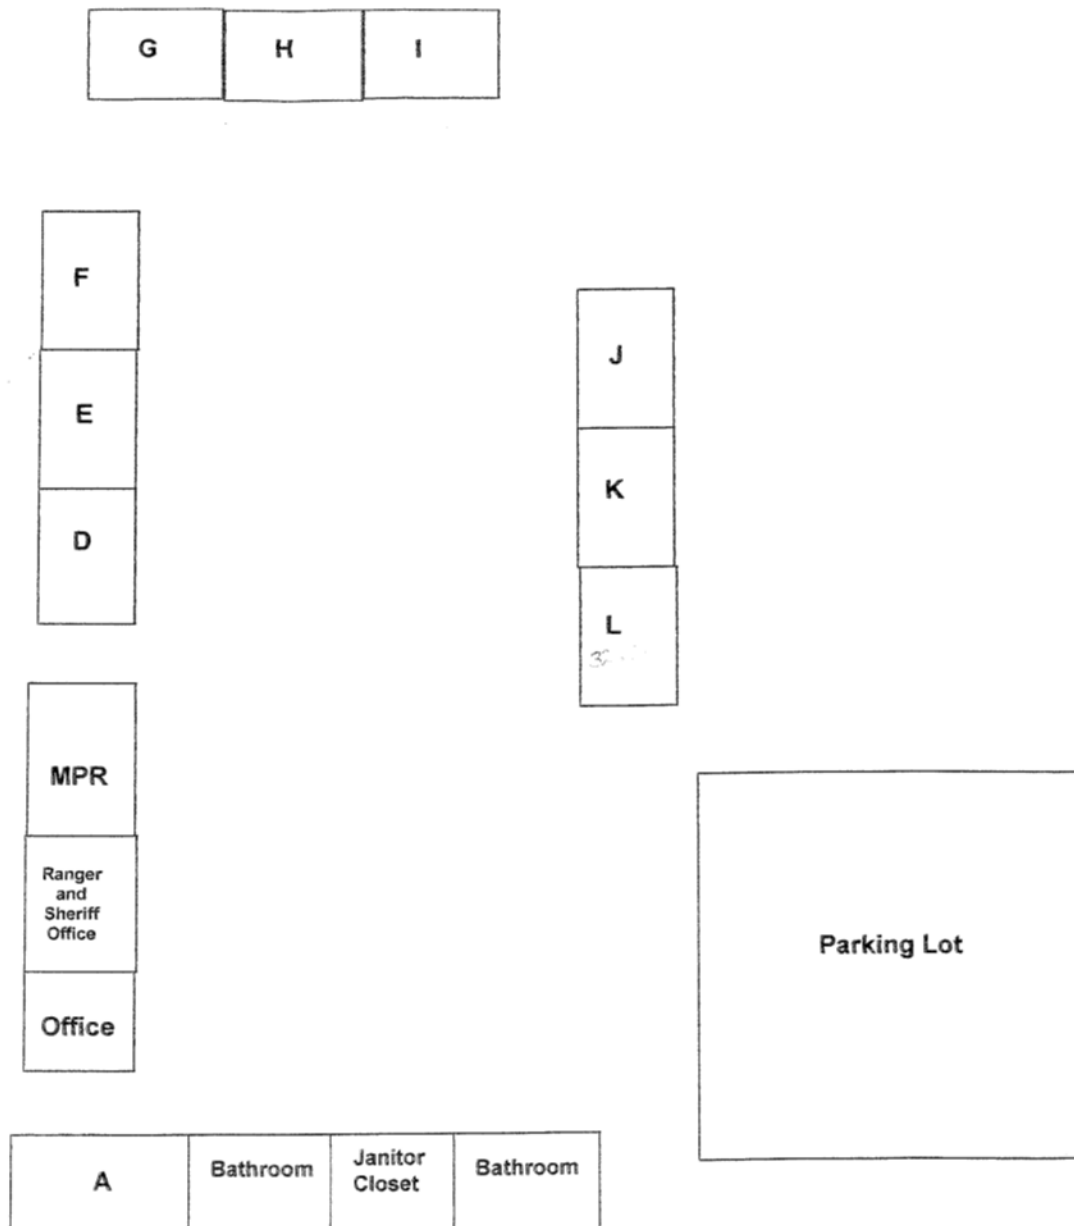 G H I
F
E
D
J
K
L
MPR
Ranger
and
Sheriff
Office
Office
Parking Lot
A
Bathroom
Janitor
Closet
Bathroom